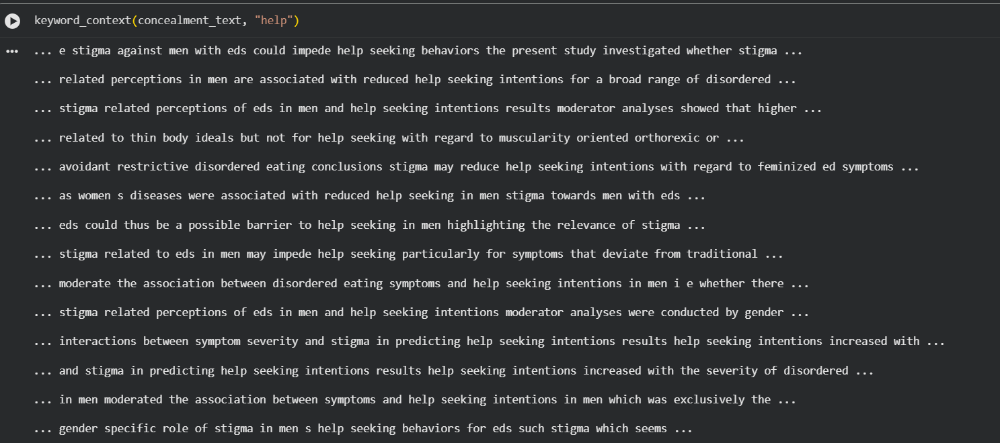 keyword_context(concealment_text, "help")
... e stigma against men with eds could impede help seeking behaviors the present study investigated whether stigma ...
... related perceptions in men are associated with reduced help seeking intentions for a broad range of disordered ...
... stigma related perceptions of eds in men and help seeking intentions results moderator analyses showed that higher ...
... related to thin body ideals but not for help seeking with regard to muscularity oriented orthorexic or ...
... avoidant restrictive disordered eating conclusions stigma may reduce help seeking intentions with regard to feminized ed symptoms ...
... as women s diseases were associated with reduced help seeking in men stigma towards men with eds ...
... eds could thus be a possible barrier to help seeking in men highlighting the relevance of stigma ...
... stigma related to eds in men may impede help seeking particularly for symptoms that deviate from traditional ...
... moderate the association between disordered eating symptoms and help seeking intentions in men i e whether there ...
... stigma related perceptions of eds in men and help seeking intentions moderator analyses were conducted by gender ...
... interactions between symptom severity and stigma in predicting help seeking intentions results help seeking intentions increased with ...
... and stigma in predicting help seeking intentions results help seeking intentions increased with the severity of disordered ...
... in men moderated the association between symptoms and help seeking intentions in men which was exclusively the ...
... gender specific role of stigma in men s help seeking behaviors for eds such stigma which seems ...